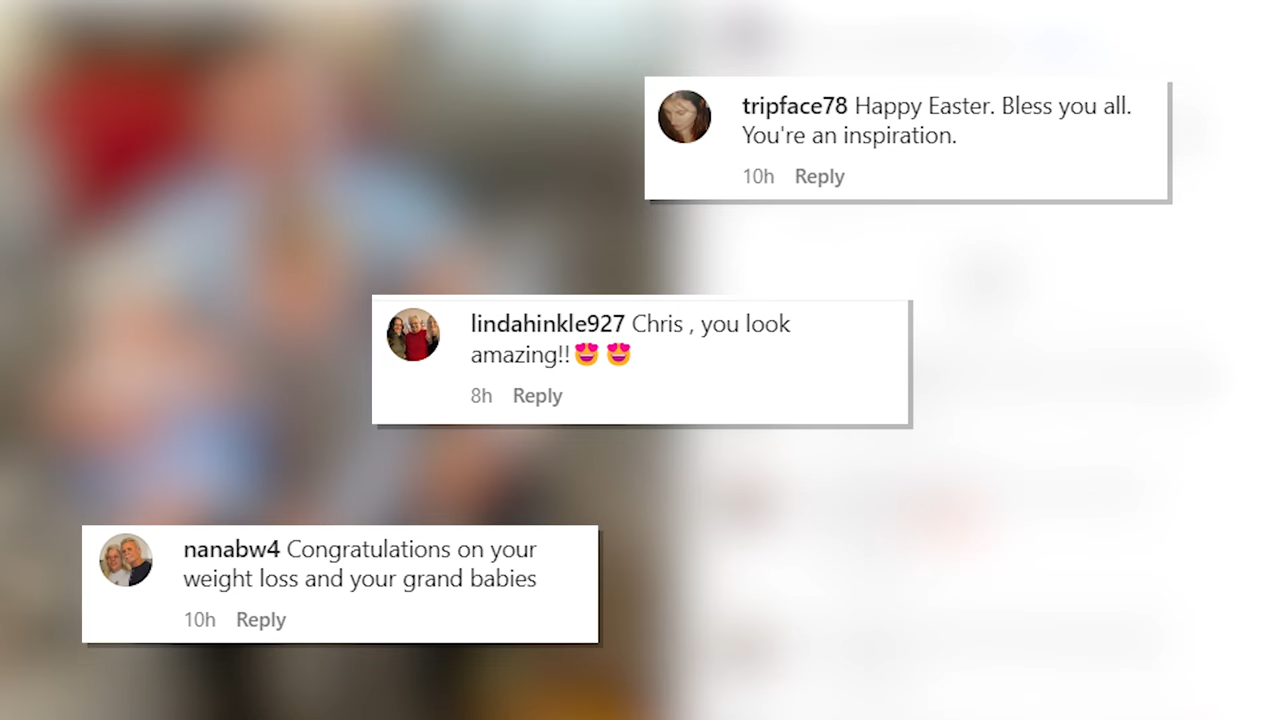 tripface78 Happy Easter. Bless you all.
You're an inspiration.
10h Reply
lindahinkle927 Chris , you look
amazing!!😍😍
8h Reply
nanabw4 Congratulations on your
weight loss and your grand babies
10h Reply